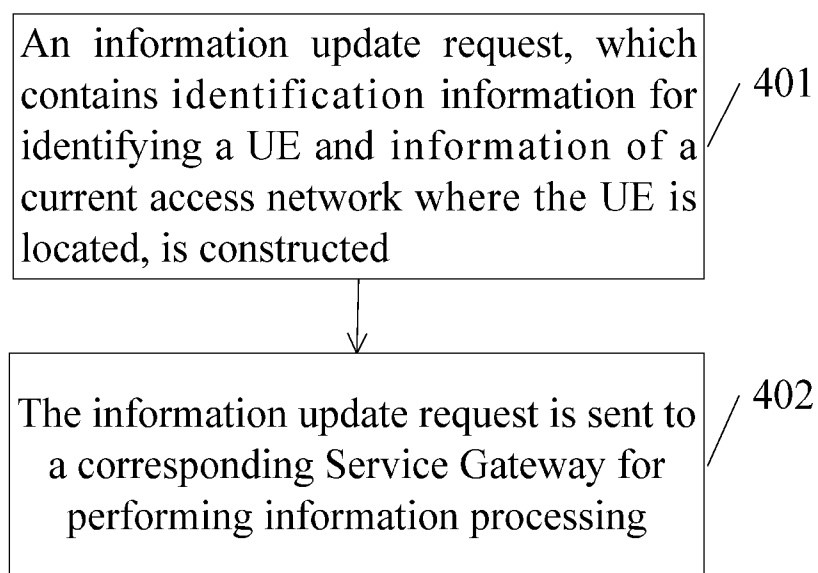 An information update request, which
contains identification information for
identifying a UE and information of a
current access network where the UE is
located, is constructed
401
The information update request is sent to
a corresponding Service Gateway for
performing information processing
402